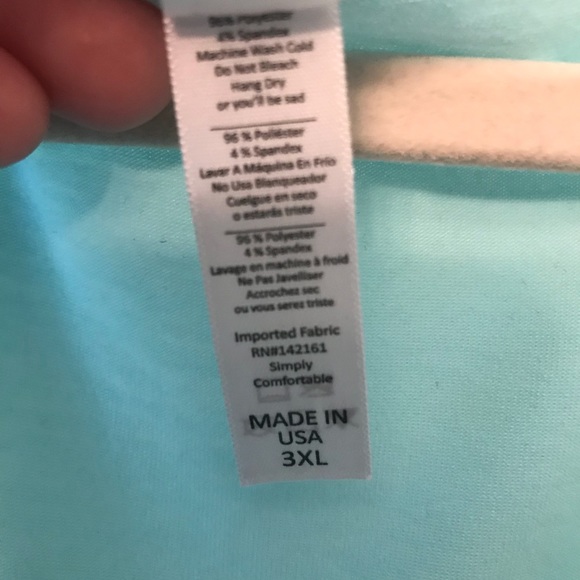 96% Polyester
4% Spandex
Machine Wash Cold
Do Not Bleach
Hang Dry
or you'll be sad
96 % Poliéster
4 % Spandex
Lavar A Máquina En Frío
No Usa Blanqueador
Cuelgue en seco
o estarás triste
96 % Polyester
4 % Spandex
Lavage en machine à froid
Ne Pas Javelliser
Accrochez sec
ou vous serez triste
Imported Fabric
RN#142161
Simply
Comfortable
MADE IN
USA
3XL